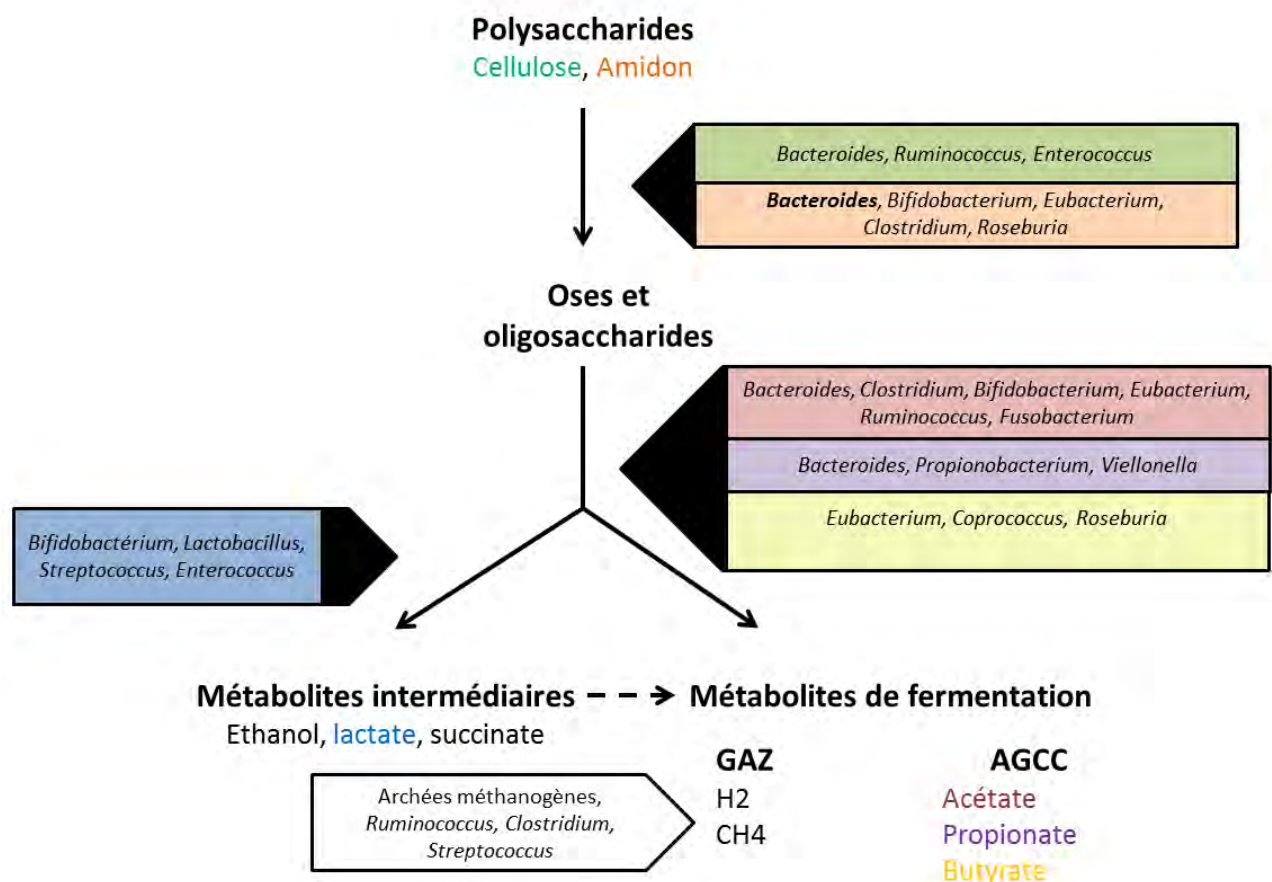 Polysaccharides
Cellulose, Amidon
Bacteroides, Ruminococcus, Enterococcus
Bacteroides, Bifidobacterium, Eubacterium,
Clostridium, Roseburia
Oses et
oligosaccharides
Bacteroides, Clostridium, Bifidobacterium, Eubacterium,
Ruminococcus, Fusobacterium
Bacteroides, Propionobacterium, Viellonella
Eubacterium, Coprococcus, Roseburia
Bifidobactérium, Lactobacillus,
Streptococcus, Enterococcus
Métabolites intermédiaires
Métabolites de fermentation
Ethanol, lactate, succinate
Archées méthanogènes,
Ruminococcus, Clostridium,
Streptococcus
GAZ
H2
CH4
AGCC
Acétate
Propionate
Butyrate